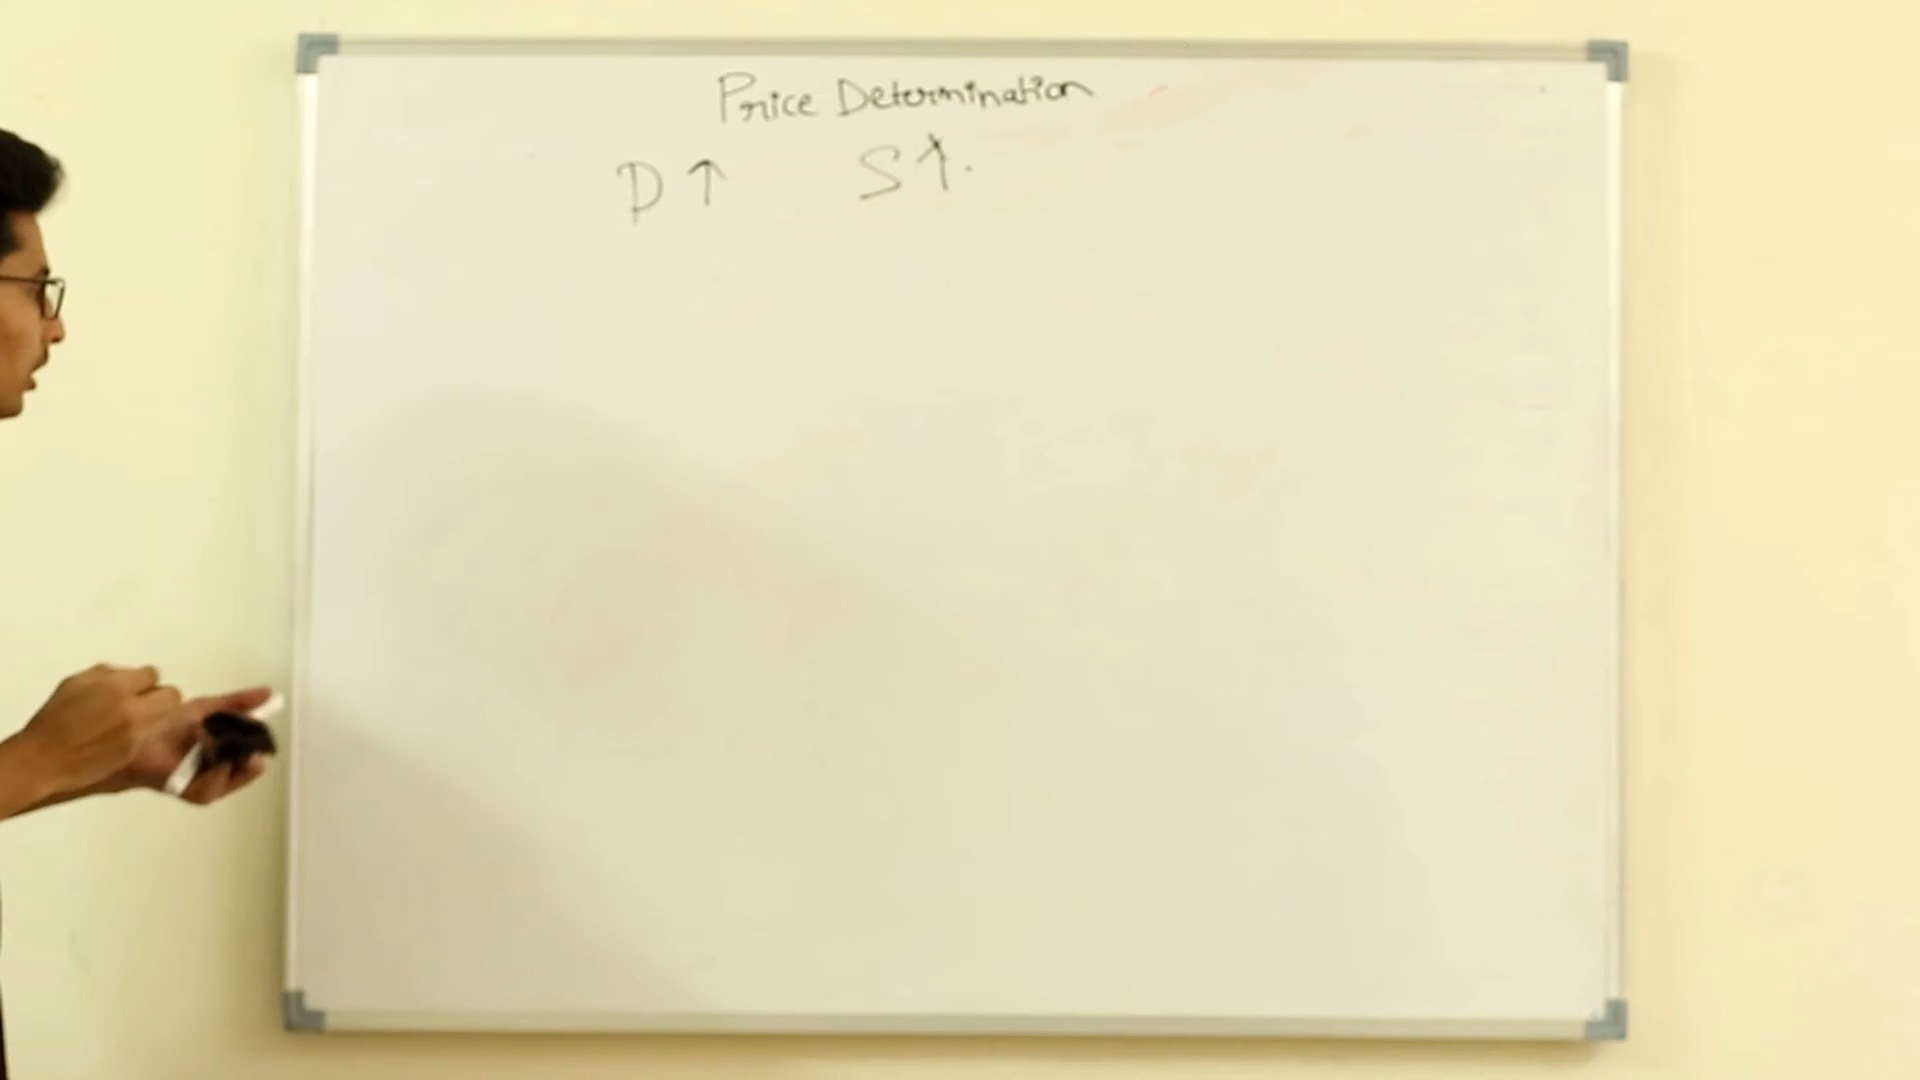 Price Determination
D ↑ S ↑.